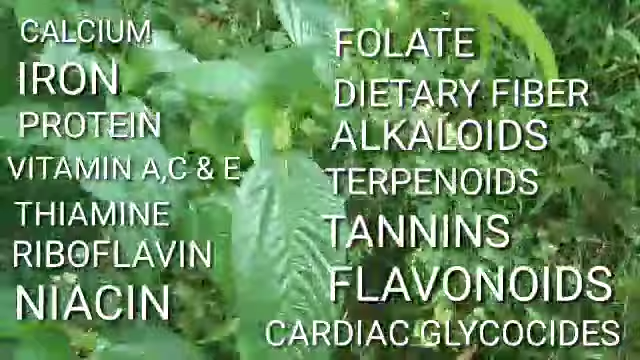 CALCIUM
IRON
PROTEIN
VITAMIN A,C & E
THIAMINE
RIBOFLAVIN
NIACIN
FOLATE
DIETARY FIBER
ALKALOIDS
TERPENOIDS
TANNINS
FLAVONOIDS
CARDIAC GLYCOCIDES